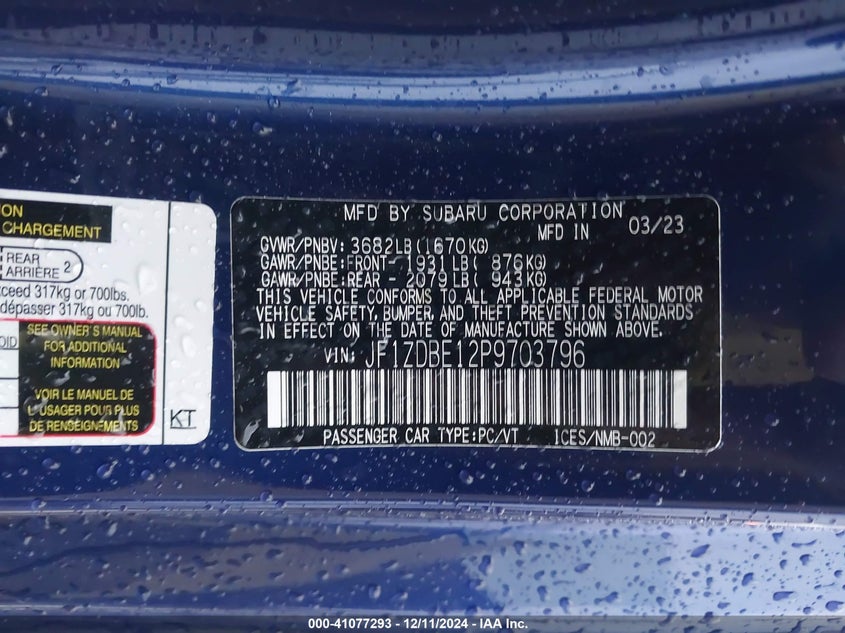 ION
CHARGEMENT
REAR
ARRIÈRE 2
xceed 317kg or 700lbs.
dépasser 317kg ou 700lb.
OID
SEE OWNER'S MANUAL
FOR ADDITIONAL
INFORMATION
VOIR LE MANUEL DE
L'USAGER POUR PLUS
DE RENSEIGNEMENTS
KT
MFD BY SUBARU CORPORATION
MFD IN 03/23
GVWR/PNBV: 3682LB(1670KG)
GAWR/PNBE:FRONT- 1931LB( 876KG)
GAWR/PNBE:REAR - 2079LB( 943KG)
THIS VEHICLE CONFORMS TO ALL APPLICABLE FEDERAL MOTOR
VEHICLE SAFETY, BUMPER, AND THEFT PREVENTION STANDARDS
IN EFFECT ON THE DATE OF MANUFACTURE SHOWN ABOVE.
VIN: JF1ZDBE12P9703796
PASSENGER CAR TYPE:PC/VT ICES/NMB-002
000-41077293 - 12/11/2024 - IAA Inc.